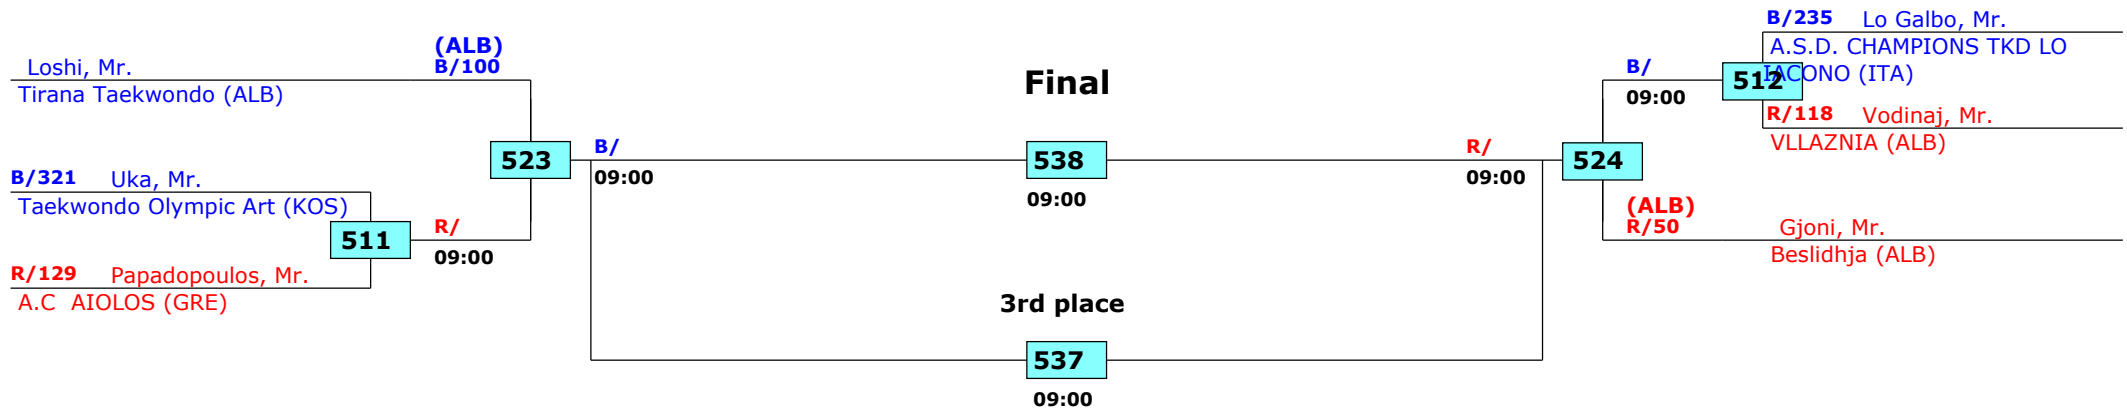 (ALB)
Loshi, Mr.
B/100
Tirana Taekwondo (ALB)
B/321 Uka, Mr.
Taekwondo Olympic Art (KOS)
511
R/129 Papadopoulos, Mr.
A.C  AIOLOS (GRE)
R/
09:00
523
B/
09:00
Final
538
09:00
3rd place
537
09:00
R/
09:00
524
B/
09:00
B/235 Lo Galbo, Mr.
A.S.D. CHAMPIONS TKD LO
IACONO (ITA)
512
R/118 Vodinaj, Mr.
VLLAZNIA (ALB)
(ALB)
R/50 Gjoni, Mr.
Beslidhja (ALB)